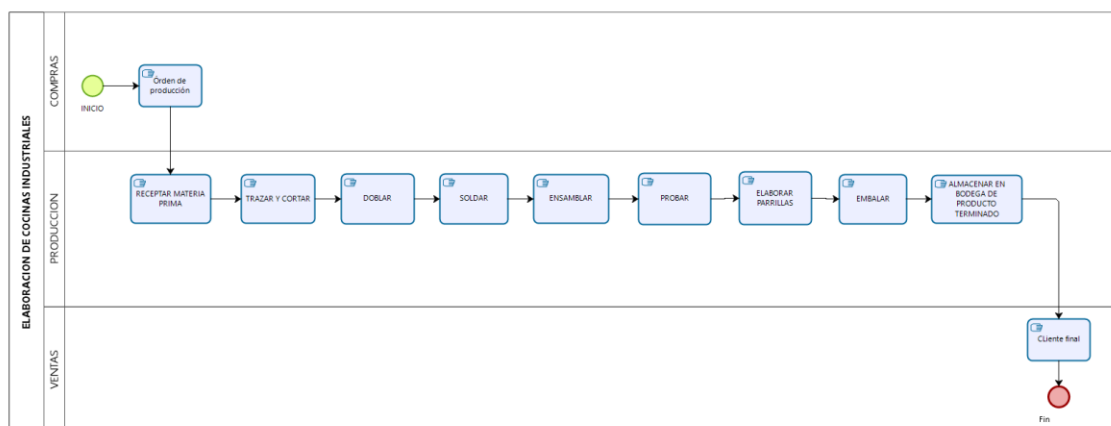 ELABORACION DE COCINAS INDUSTRIALES
COMPRAS
INICIO
Órden de
producción
PRODUCCION
RECEPTAR MATERIA
PRIMA
TRAZAR Y CORTAR
DOBLAR
SOLDAR
ENSAMBLAR
PROBAR
ELABORAR
PARRILLAS
EMBALAR
ALMACENAR EN
BODEGA DE
PRODUCTO
TERMINADO
VENTAS
CLiente final
Fin